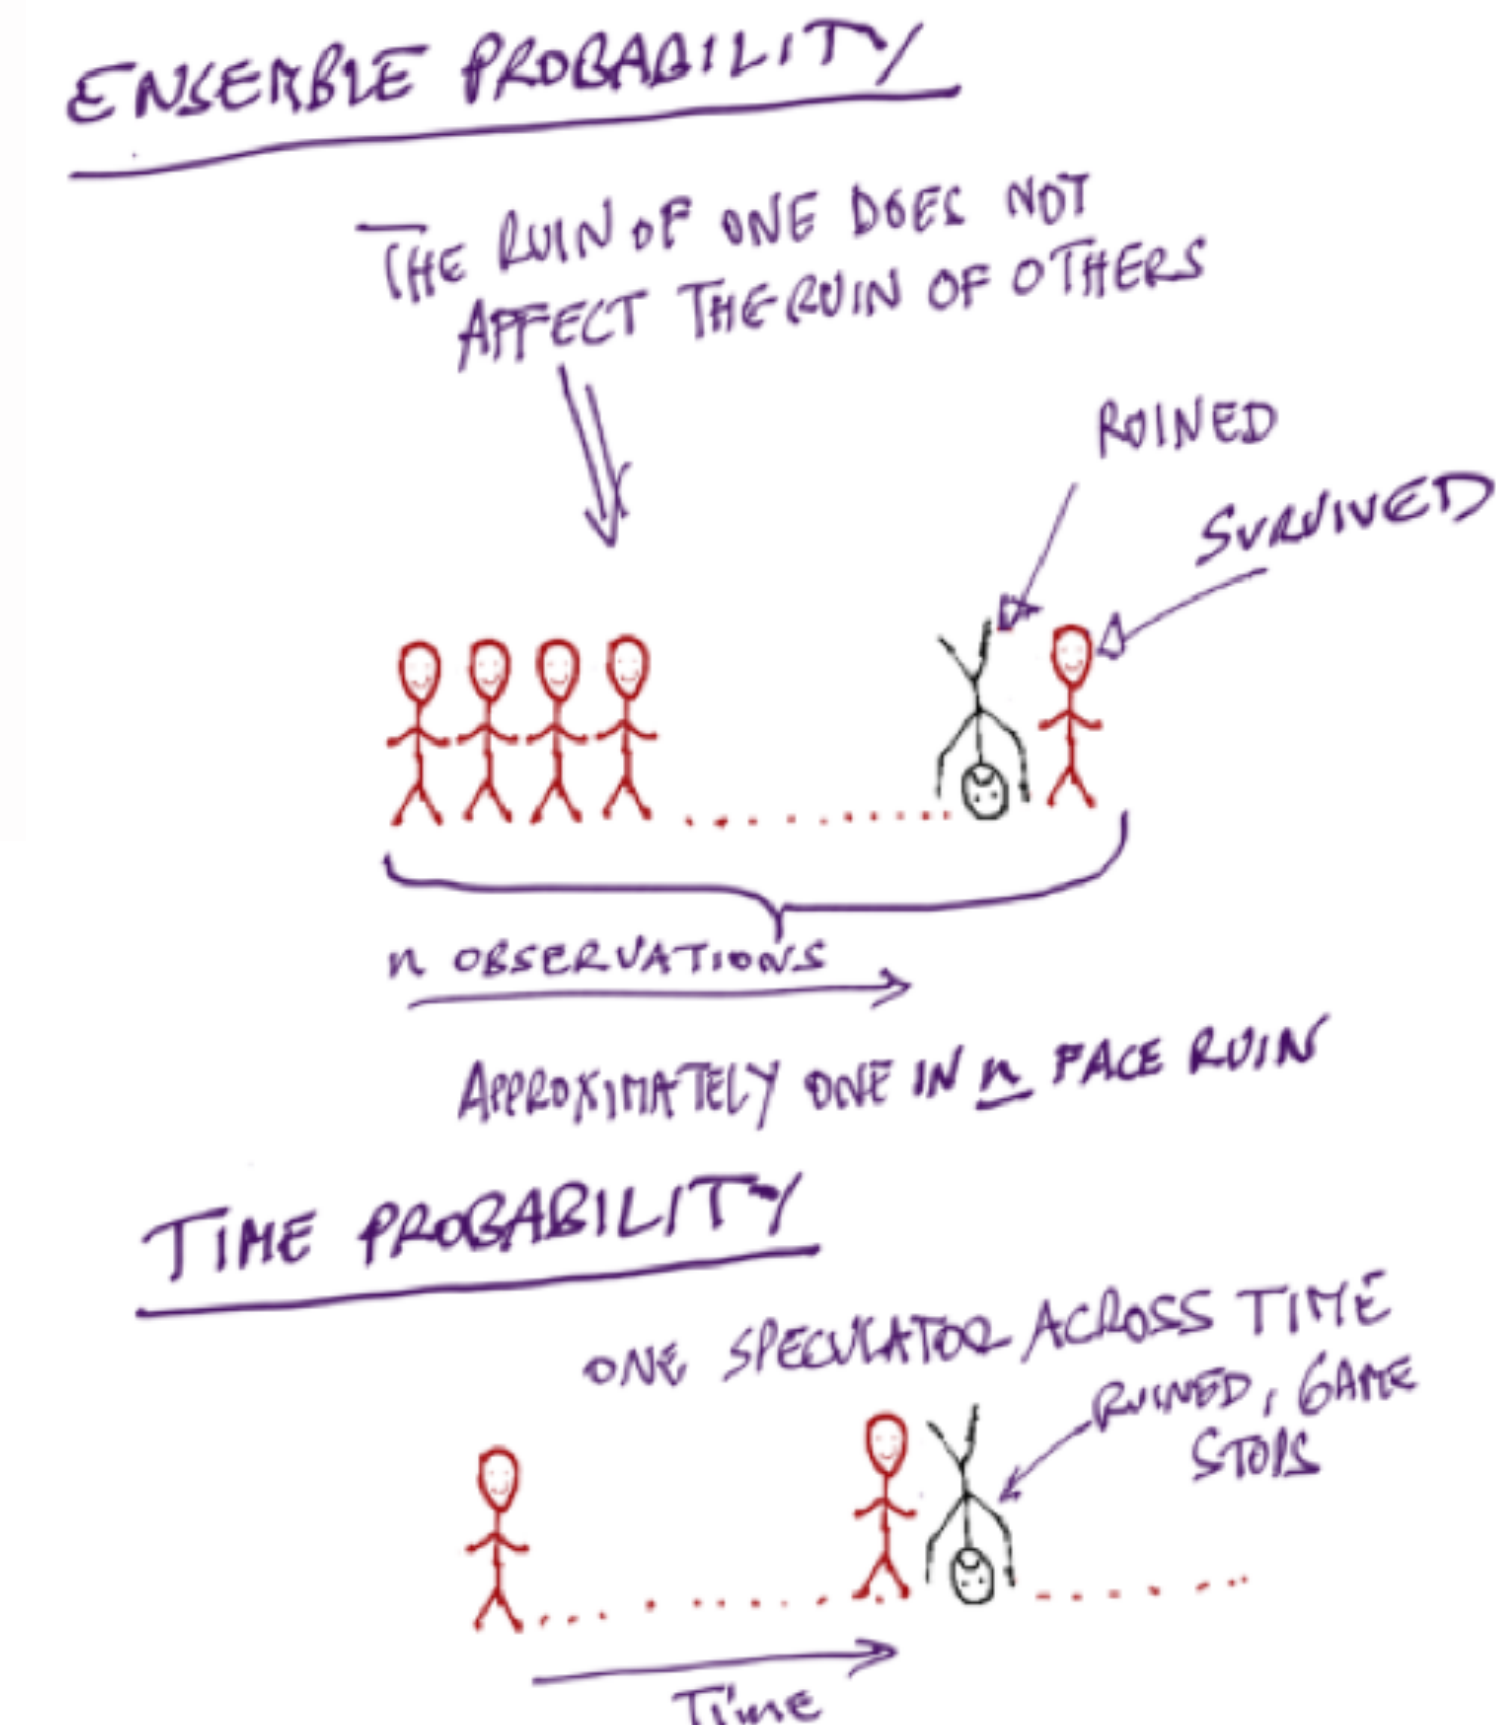 ENSEMBLE PROBABILITY
THE RUIN OF ONE DOES NOT
AFFECT THE RUIN OF OTHERS
RUINED
SURVIVED
n OBSERVATIONS
APPROXIMATELY ONE IN n FACE RUIN
TIME PROBABILITY
ONE SPECULATOR ACROSS TIME
RUINED, GAME
STOPS
Time